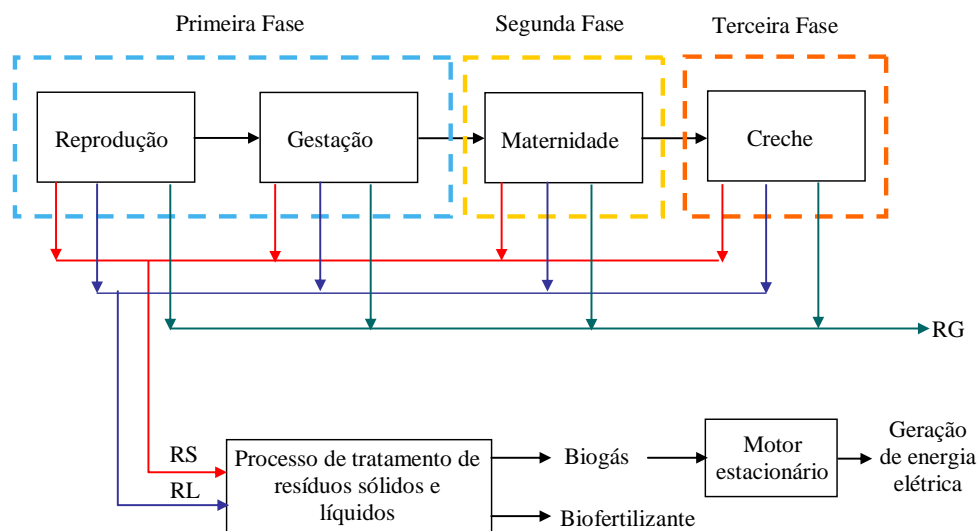 Primeira Fase
Segunda Fase
Terceira Fase
Reprodução
Gestação
Maternidade
Creche
RG
RS
RL
Processo de tratamento de
resíduos sólidos e
líquidos
Biogás
Biofertilizante
Motor
estacionário
Geração
de energia
elétrica